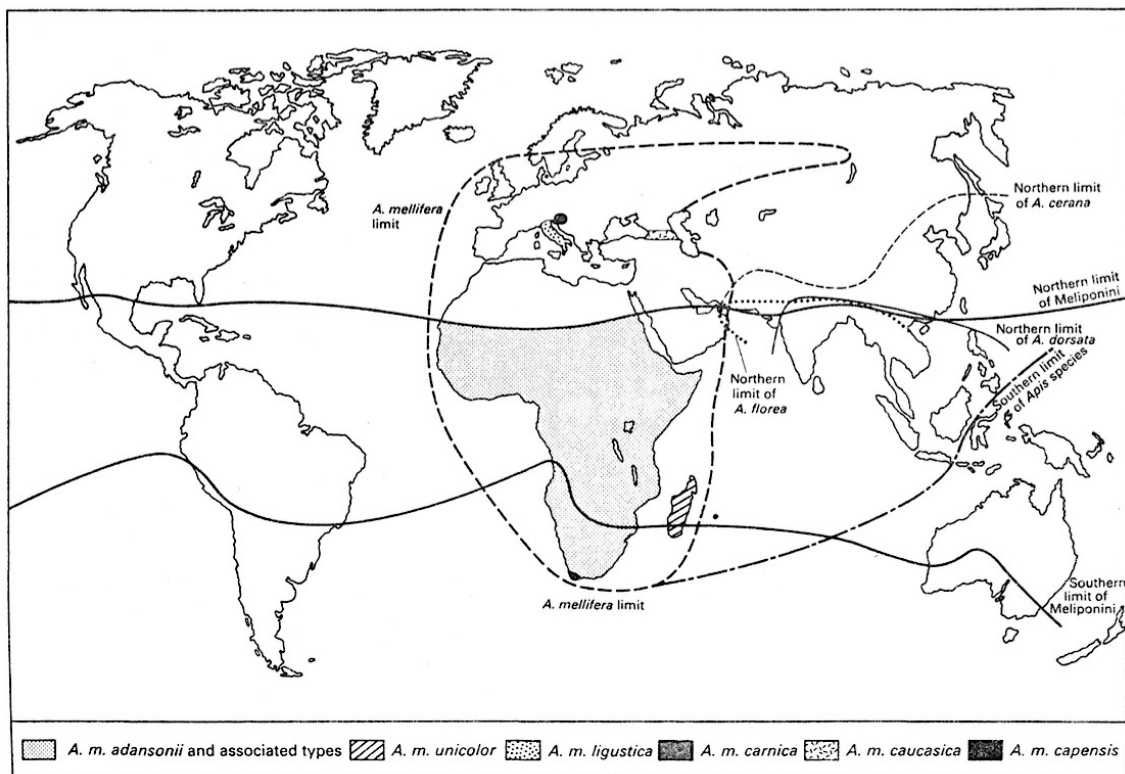 A. mellifera
limit
Northern limit
of A. cerana
Northern limit
of Meliponini
Northern limit
of A. dorsata
Southern limit
of Apis species
Northern
limit of
A. florea
A. mellifera limit
Southern
limit of
Meliponini
A. m. adansonii and associated types
A. m. unicolor
A. m. ligustica
A. m. carnica
A. m. caucasica
A. m. capensis